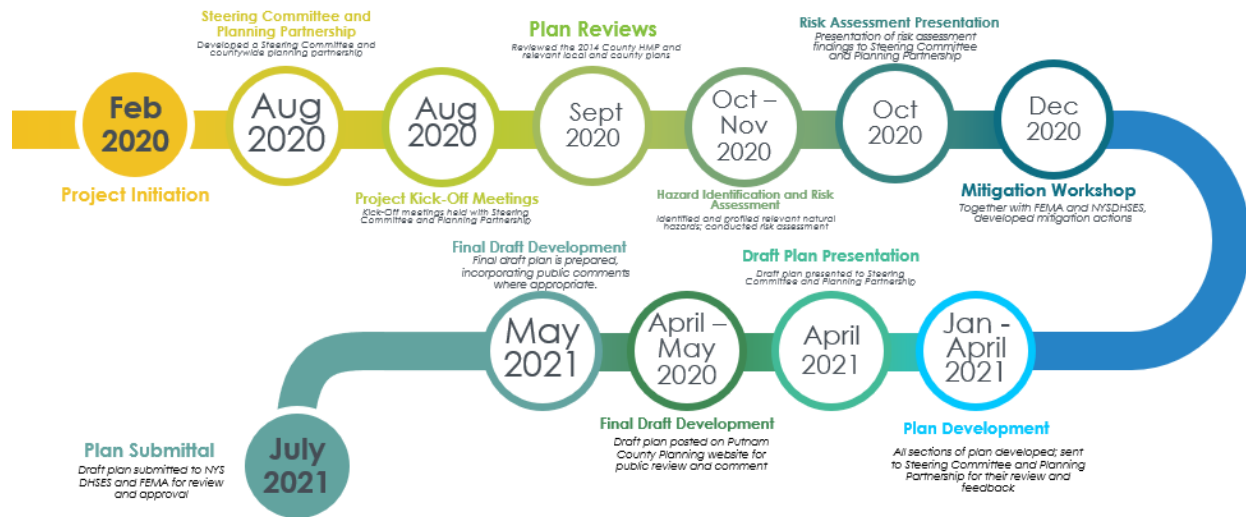 Steering Committee and
Planning Partnership
Developed a Steering Committee and
countywide planning partnership
Plan Reviews
Reviewed the 2014 County HMP and
relevant local and county plans
Risk Assessment Presentation
Presentation of risk assessment
findings to Steering Committee
and Planning Partnership
Feb
2020
Aug
2020
Aug
2020
Sept
2020
Oct –
Nov
2020
Oct
2020
Dec
2020
Project Initiation
Project Kick-Off Meetings
Kick-Off meetings held with Steering
Committee and Planning Partnership
Hazard Identification and Risk
Assessment
Identified and profiled relevant natural
hazards; conducted risk assessment
Mitigation Workshop
Together with FEMA and NYSDHSES,
developed mitigation actions
Final Draft Development
Final draft plan is prepared,
incorporating public comments
where appropriate.
Draft Plan Presentation
Draft plan presented to Steering
Committee and Planning Partnership
May
2021
April –
May
2020
April
2021
Jan -
April
2021
Final Draft Development
Draft plan posted on Putnam
County Planning website for
public review and comment
Plan Development
All sections of plan developed; sent
to Steering Committee and Planning
Partnership for their review and
feedback
Plan Submittal
Draft plan submitted to NYS
DHSES and FEMA for review
and approval
July
2021